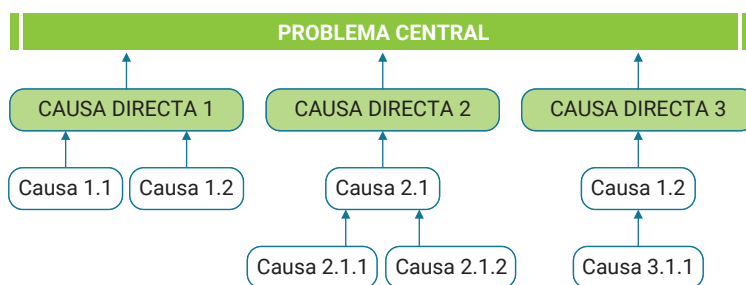 PROBLEMA CENTRAL
CAUSA DIRECTA 1
CAUSA DIRECTA 2
CAUSA DIRECTA 3
Causa 1.1
Causa 1.2
Causa 2.1
Causa 1.2
Causa 2.1.1
Causa 2.1.2
Causa 3.1.1